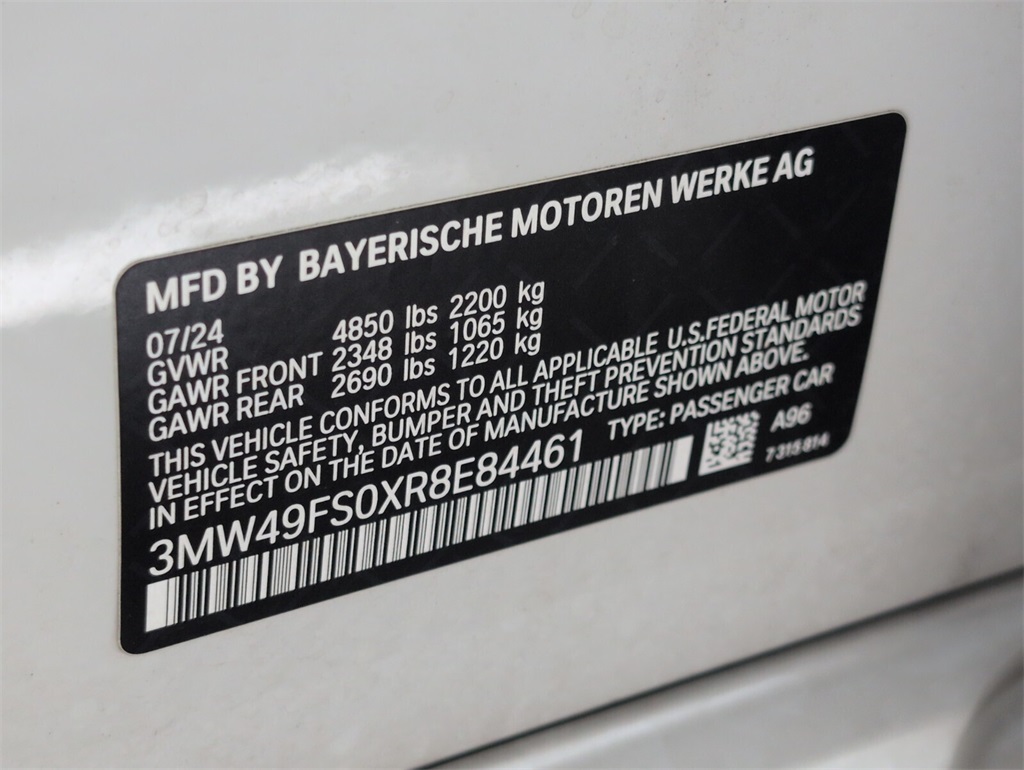 MFD BY BAYERISCHE MOTOREN WERKE AG
07/24
GVWR 4850 lbs 2200 kg
GAWR FRONT 2348 lbs 1065 kg
GAWR REAR 2690 lbs 1220 kg
THIS VEHICLE CONFORMS TO ALL APPLICABLE U.S.FEDERAL MOTOR
VEHICLE SAFETY, BUMPER AND THEFT PREVENTION STANDARDS
IN EFFECT ON THE DATE OF MANUFACTURE SHOWN ABOVE.
3MW49FS0XR8E84461 TYPE: PASSENGER CAR
A96
7 315 814